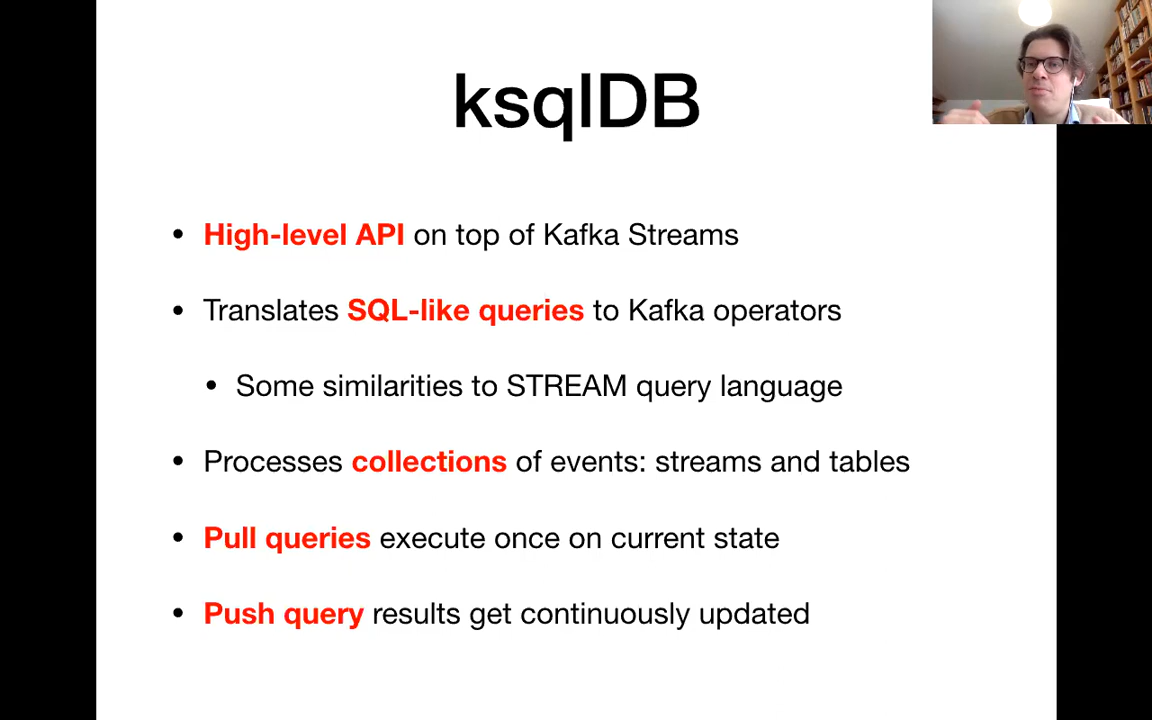 ksqlDB
• High-level API on top of Kafka Streams
• Translates SQL-like queries to Kafka operators
• Some similarities to STREAM query language
• Processes collections of events: streams and tables
• Pull queries execute once on current state
• Push query results get continuously updated